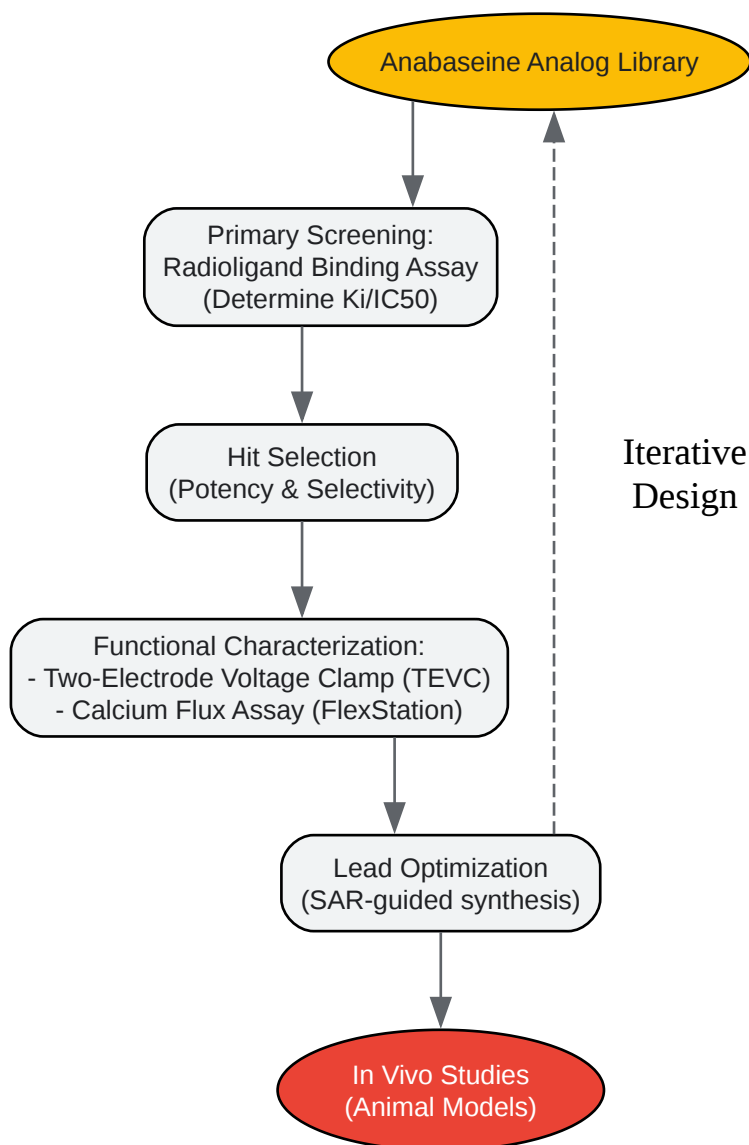 Anabaseine Analog Library
Primary Screening:
Radioligand Binding Assay
(Determine Ki/IC50)
Hit Selection
(Potency & Selectivity)
Iterative
Design
Functional Characterization:
- Two-Electrode Voltage Clamp (TEVC)
- Calcium Flux Assay (FlexStation)
Lead Optimization
(SAR-guided synthesis)
In Vivo Studies
(Animal Models)